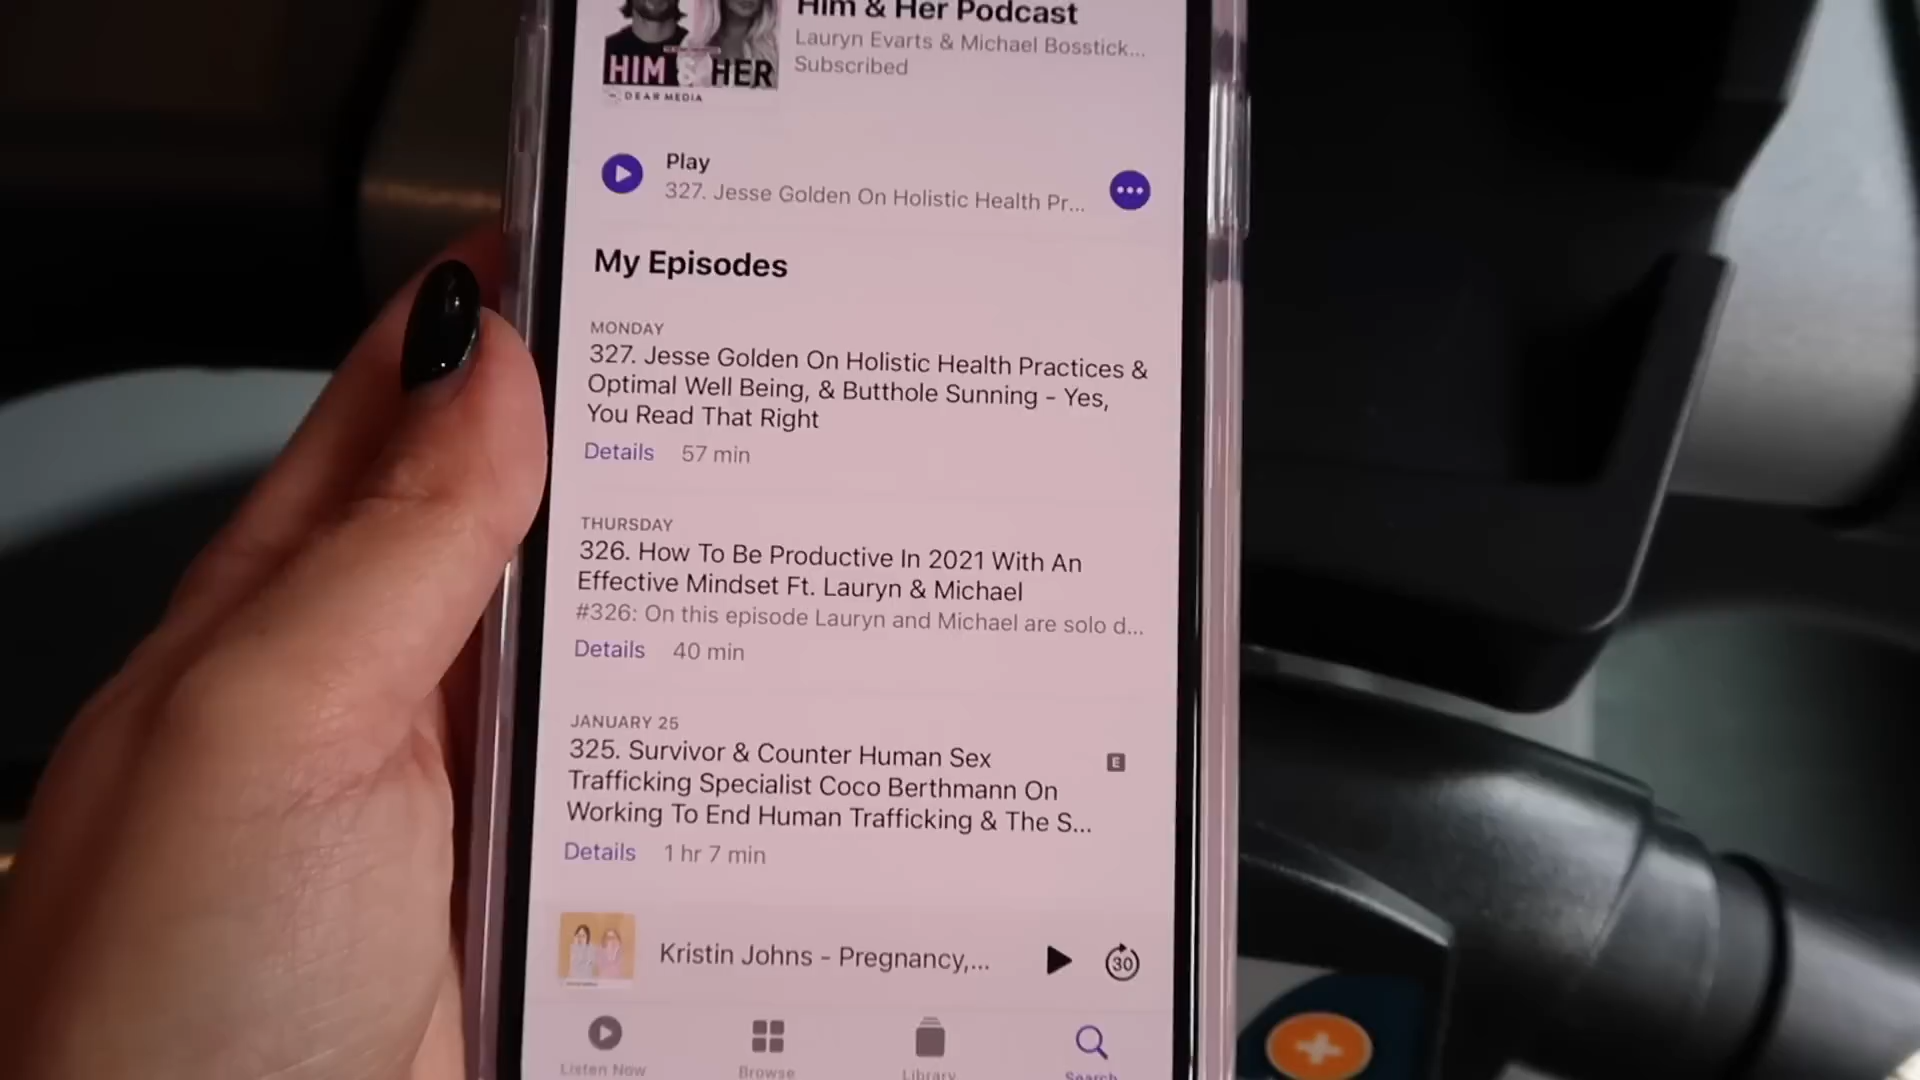 Him & Her Podcast
Lauryn Evarts & Michael Bosstick...
Subscribed
HIM & HER
DEAR MEDIA
Play
327. Jesse Golden On Holistic Health Pr...
My Episodes
MONDAY
327. Jesse Golden On Holistic Health Practices &
Optimal Well Being, & Butthole Sunning - Yes,
You Read That Right
Details 57 min
THURSDAY
326. How To Be Productive In 2021 With An
Effective Mindset Ft. Lauryn & Michael
#326: On this episode Lauryn and Michael are solo d...
Details 40 min
JANUARY 25
325. Survivor & Counter Human Sex
E
Trafficking Specialist Coco Berthmann On
Working To End Human Trafficking & The S...
Details 1 hr 7 min
Kristin Johns - Pregnancy,...
30
Listen Now
Browse
Library
Search